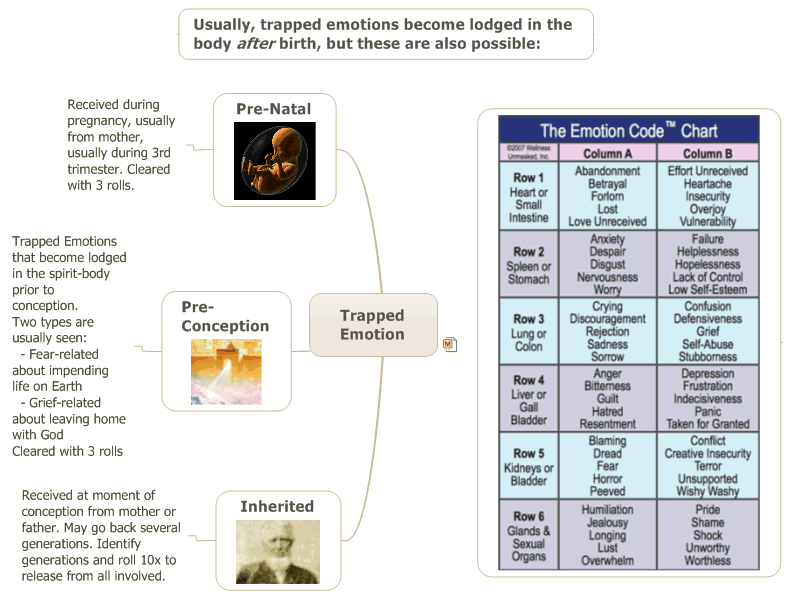 Usually, trapped emotions become lodged in the
body after birth, but these are also possible:
Pre-Natal
Received during
pregnancy, usually
from mother,
usually during 3rd
trimester. Cleared
with 3 rolls.
Pre-
Conception
Trapped Emotions
that become lodged
in the spirit-body
prior to
conception.
Two types are
usually seen:
- Fear-related
about impending
life on Earth
- Grief-related
about leaving home
with God
Cleared with 3 rolls
Inherited
Received at moment of
conception from mother or
father. May go back several
generations. Identify
generations and roll 10x to
release from all involved.
Trapped
Emotion
The Emotion Code™ Chart
©2007 Wellness
Unmasked, Inc.
Column A
Column B
Row 1
Heart or
Small
Intestine
Abandonment
Betrayal
Forlorn
Lost
Love Unreceived
Effort Unreceived
Heartache
Insecurity
Overjoy
Vulnerability
Row 2
Spleen or
Stomach
Anxiety
Despair
Disgust
Nervousness
Worry
Failure
Helplessness
Hopelessness
Lack of Control
Low Self-Esteem
Row 3
Lung or
Colon
Crying
Discouragement
Rejection
Sadness
Sorrow
Confusion
Defensiveness
Grief
Self-Abuse
Stubborness
Row 4
Liver or
Gall
Bladder
Anger
Bitterness
Guilt
Hatred
Resentment
Depression
Frustration
Indecisiveness
Panic
Taken for Granted
Row 5
Kidneys or
Bladder
Blaming
Dread
Fear
Horror
Peeved
Conflict
Creative Insecurity
Terror
Unsupported
Wishy Washy
Row 6
Glands &
Sexual
Organs
Humiliation
Jealousy
Longing
Lust
Overwhelm
Pride
Shame
Shock
Unworthy
Worthless